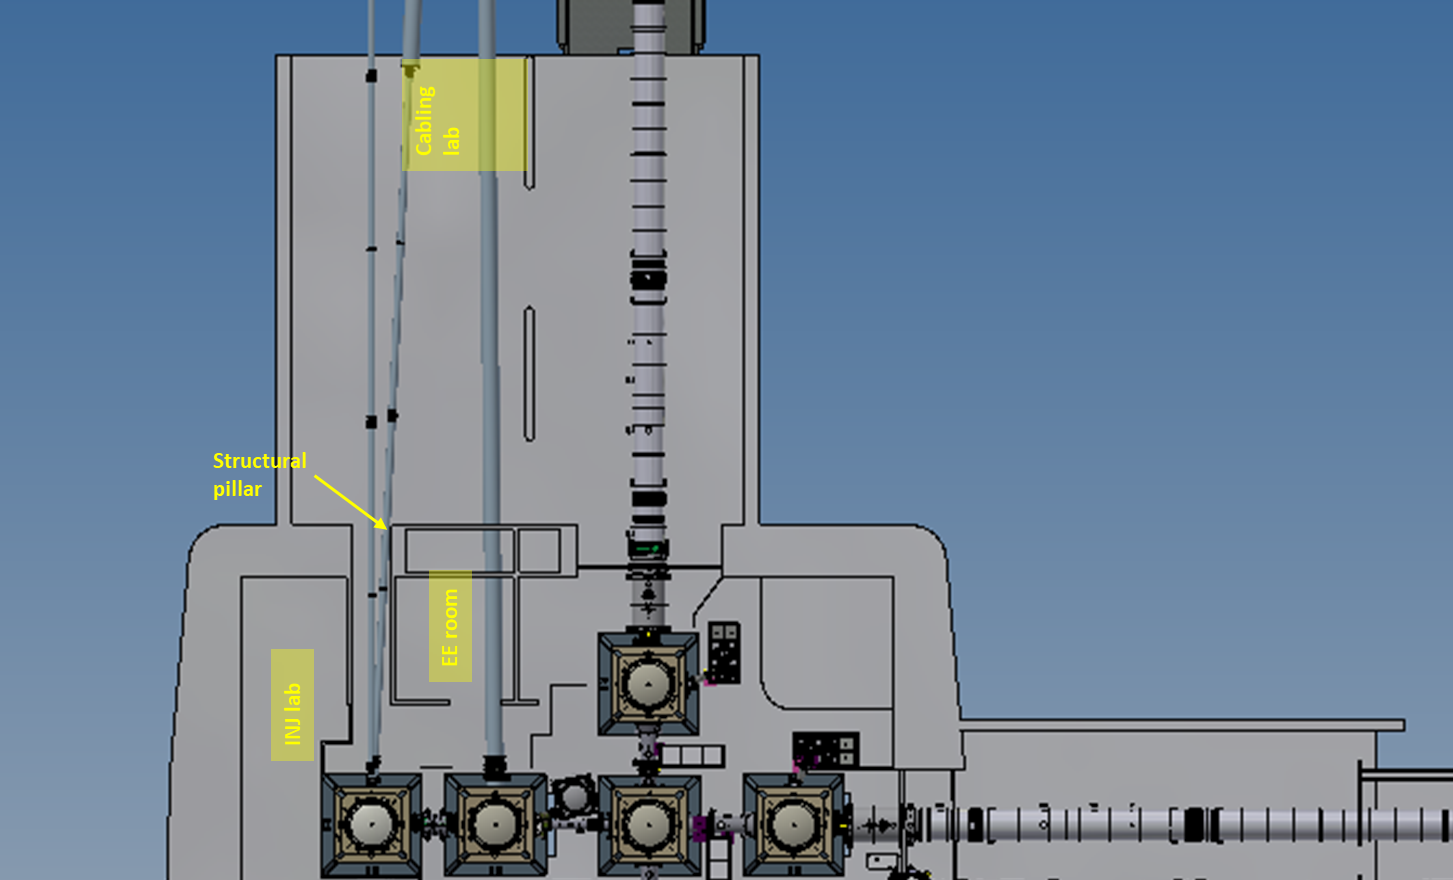 Cabling
lab
Structural
pillar
EE room
INJ lab